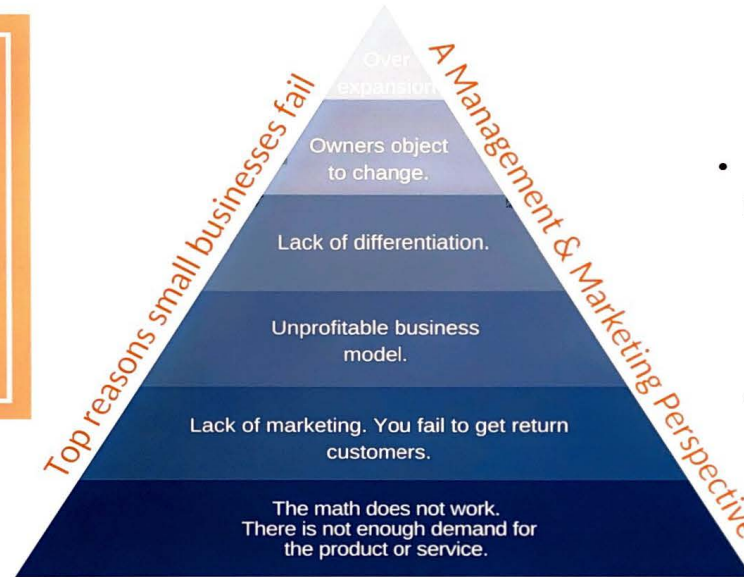 Top reasons small businesses fail
A Management & Marketing Perspective
Over
expansion
Owners object
to change.
Lack of differentiation.
Unprofitable business
model.
Lack of marketing. You fail to get return
customers.
The math does not work.
There is not enough demand for
the product or service.